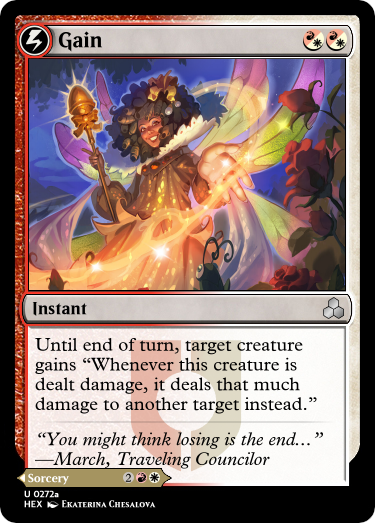 Gain
Instant
Until end of turn, target creature
gains “Whenever this creature is
dealt damage, it deals that much
damage to another target instead.”
“You might think losing is the end…”
—March, Traveling Councilor
Sorcery 2
U 0272a
HEX Ekaterina Chesalova